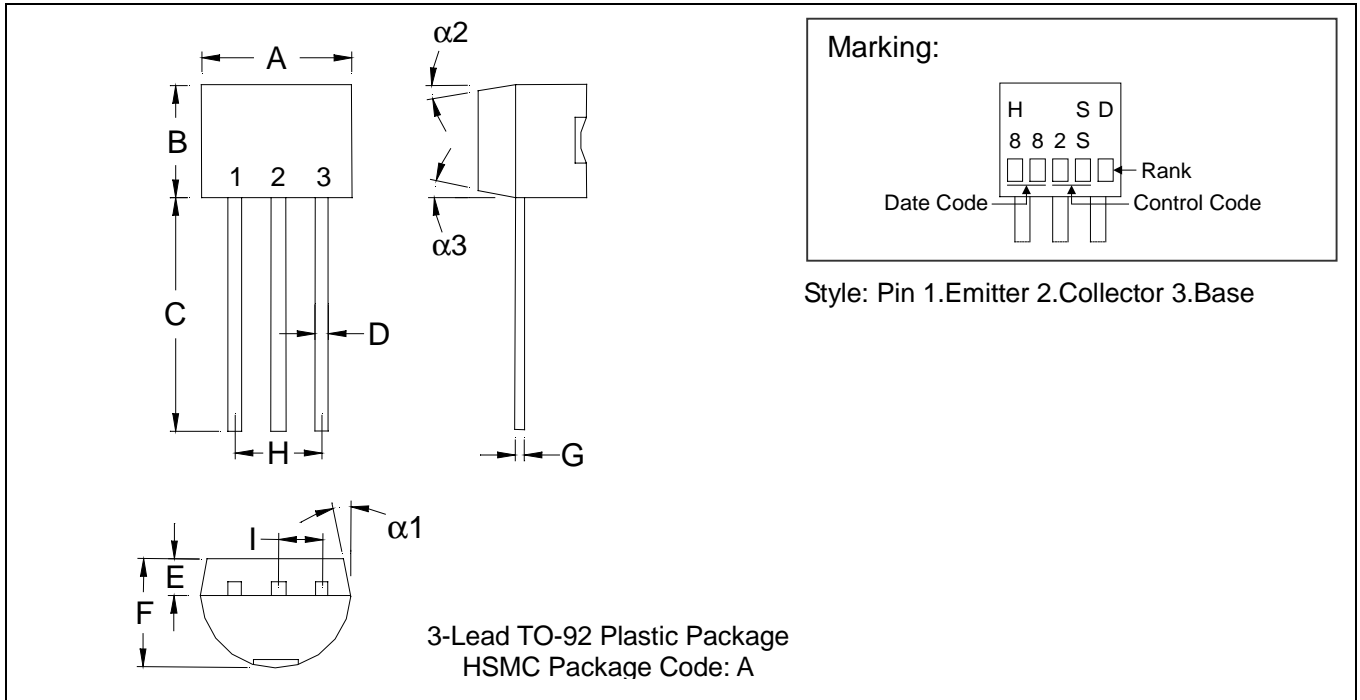 α2
A
B
1 2 3
α3
C
D
H
G
α1
I
E
F
3-Lead TO-92 Plastic Package
HSMC Package Code: A
Marking:
H S D
8 8 2 S
Rank
Date Code
Control Code
Style: Pin 1.Emitter 2.Collector 3.Base